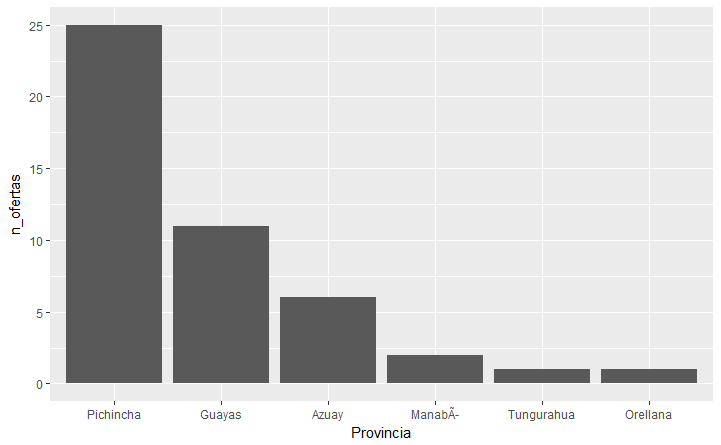 25
20
15
10
5
0
n_ofertas
Pichincha
Guayas
Azuay
ManabÃ-
Tungurahua
Orellana
Provincia